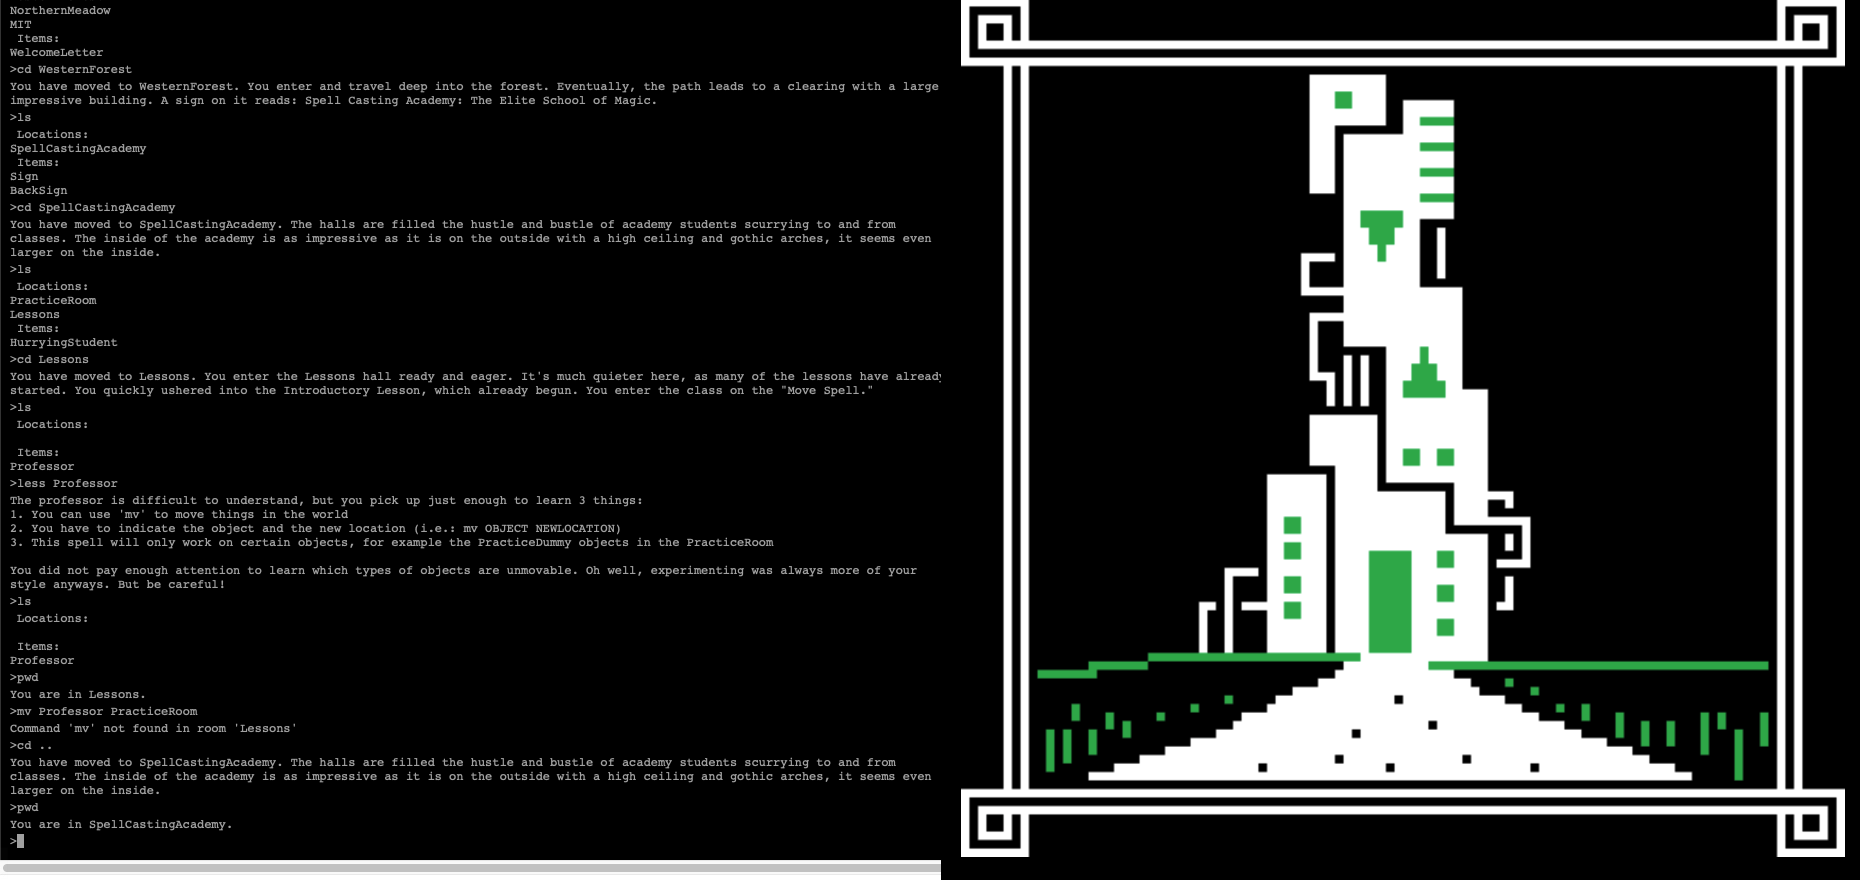 NorthernMeadow
MIT
Items:
WelcomeLetter
>cd WesternForest
You have moved to WesternForest. You enter and travel deep into the forest. Eventually, the path leads to a clearing with a large
impressive building. A sign on it reads: Spell Casting Academy: The Elite School of Magic.
>ls
Locations:
SpellCastingAcademy
Items:
Sign
BackSign
>cd SpellCastingAcademy
You have moved to SpellCastingAcademy. The halls are filled the hustle and bustle of academy students scurrying to and from
classes. The inside of the academy is as impressive as it is on the outside with a high ceiling and gothic arches, it seems even
larger on the inside.
>ls
Locations:
PracticeRoom
Lessons
Items:
HurryingStudent
>cd Lessons
You have moved to Lessons. You enter the Lessons hall ready and eager. It's much quieter here, as many of the lessons have already
started. You quickly ushered into the Introductory Lesson, which already begun. You enter the class on the "Move Spell."
>ls
Locations:
Items:
Professor
>less Professor
The professor is difficult to understand, but you pick up just enough to learn 3 things:
1. You can use 'mv' to move things in the world
2. You have to indicate the object and the new location (i.e.: mv OBJECT NEWLOCATION)
3. This spell will only work on certain objects, for example the PracticeDummy objects in the PracticeRoom
You did not pay enough attention to learn which types of objects are unmovable. Oh well, experimenting was always more of your
style anyways. But be careful!
>ls
Locations:
Items:
Professor
>pwd
You are in Lessons.
>mv Professor PracticeRoom
Command 'mv' not found in room 'Lessons'
>cd ..
You have moved to SpellCastingAcademy. The halls are filled the hustle and bustle of academy students scurrying to and from
classes. The inside of the academy is as impressive as it is on the outside with a high ceiling and gothic arches, it seems even
larger on the inside.
>pwd
You are in SpellCastingAcademy.
>